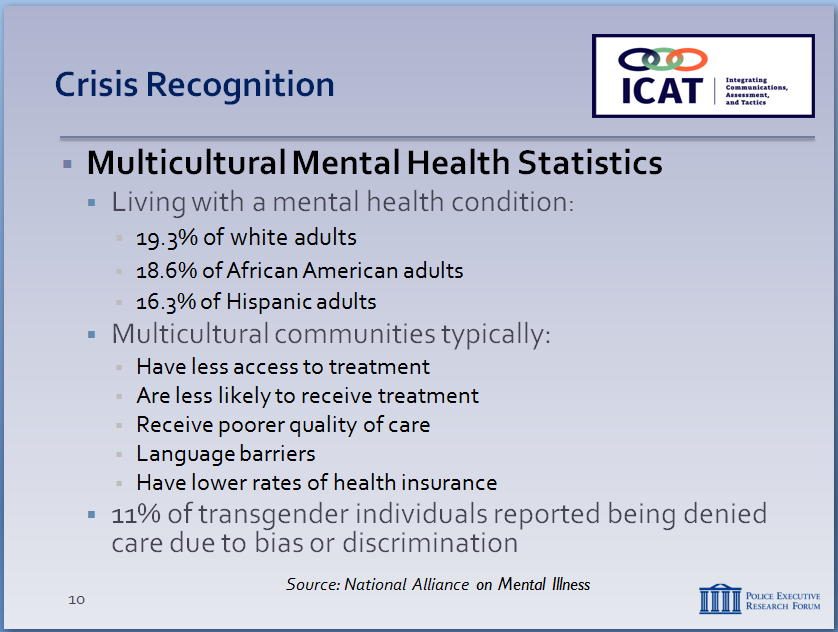 Crisis Recognition
ICAT
Integrating
Communications,
Assessment,
and Tactics
Multicultural Mental Health Statistics
Living with a mental health condition:
19.3% of white adults
18.6% of African American adults
16.3% of Hispanic adults
Multicultural communities typically:
Have less access to treatment
Are less likely to receive treatment
Receive poorer quality of care
Language barriers
Have lower rates of health insurance
11% of transgender individuals reported being denied
care due to bias or discrimination
Source: National Alliance on Mental Illness
10
POLICE EXECUTIVE
RESEARCH FORUM